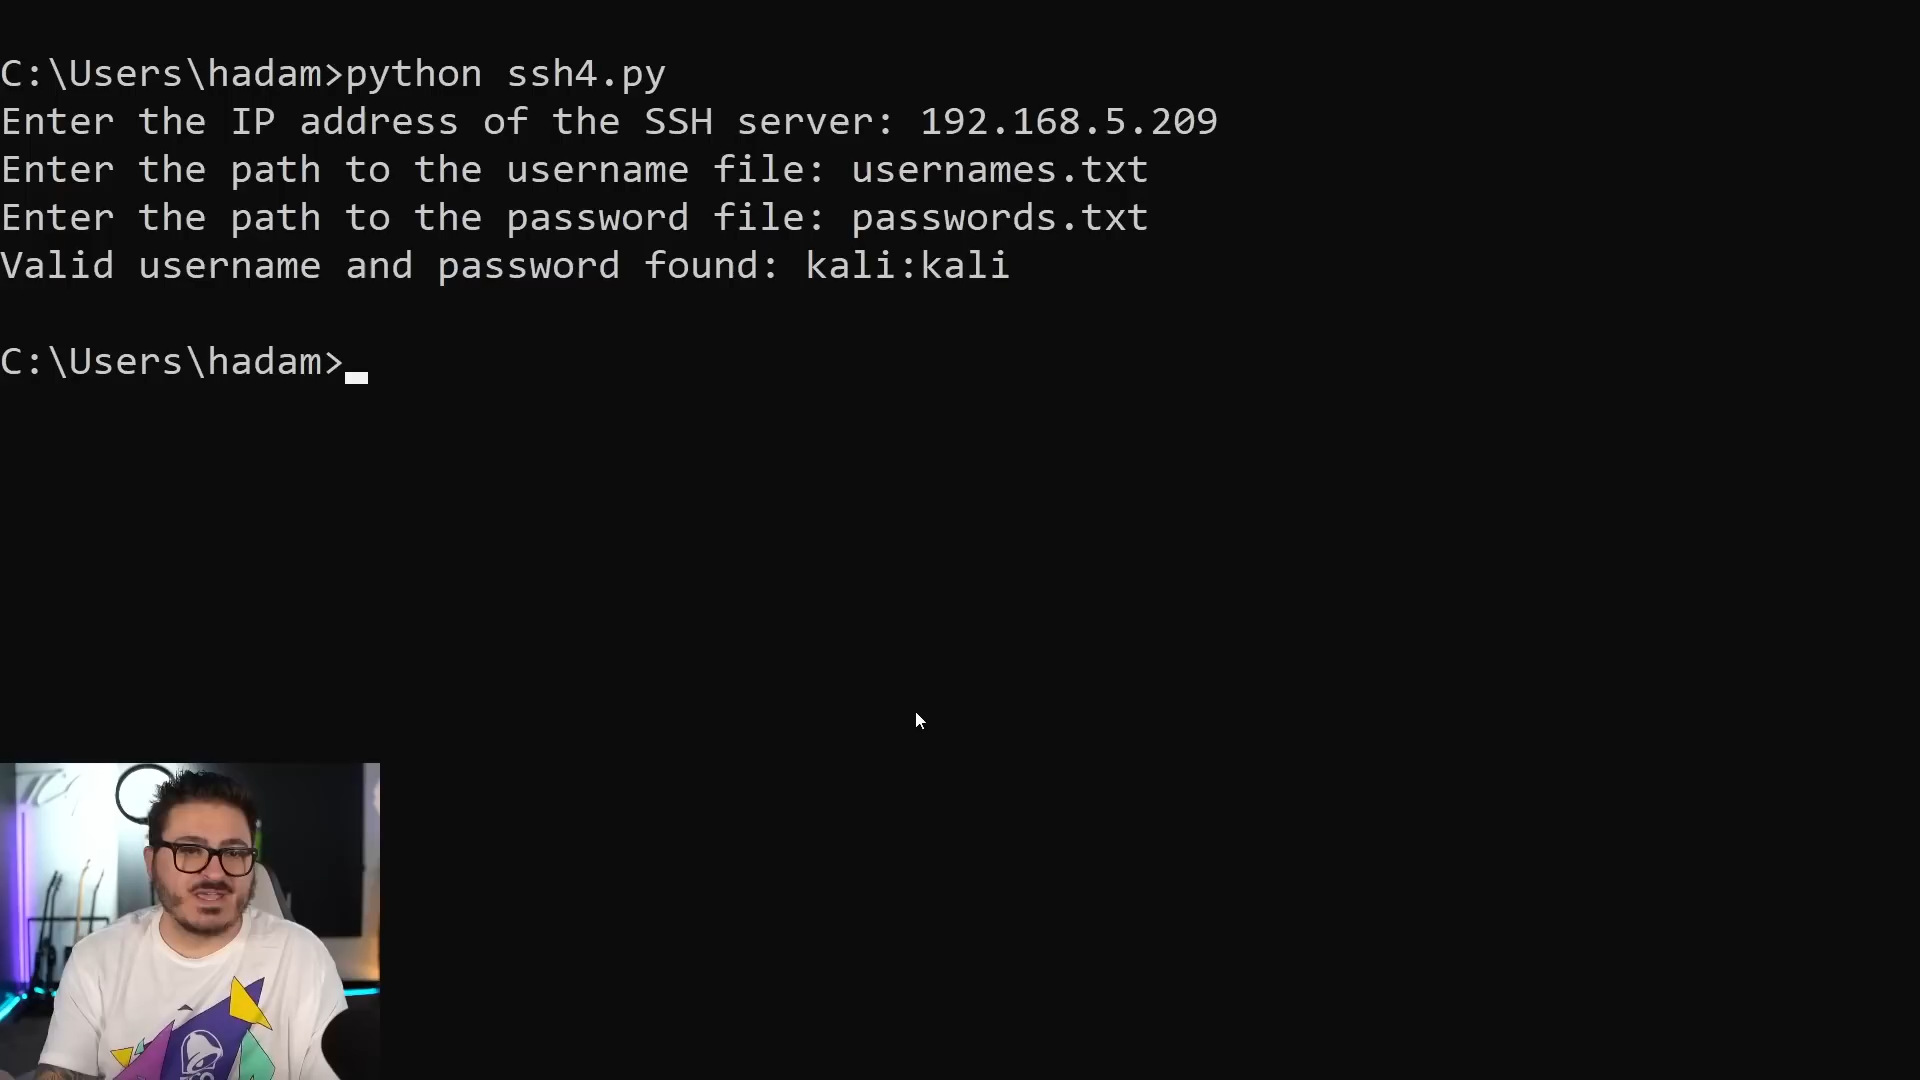 C:\Users\hadam>python ssh4.py
Enter the IP address of the SSH server: 192.168.5.209
Enter the path to the username file: usernames.txt
Enter the path to the password file: passwords.txt
Valid username and password found: kali:kali
C:\Users\hadam>